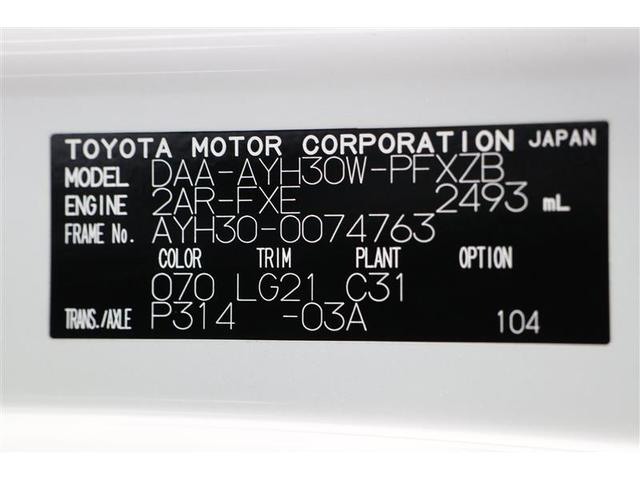 TOYOTA MOTOR CORPORATION JAPAN
MODEL DAA-AYH30W-PFXZB
ENGINE 2AR-FXE 2493 mL
FRAME No. AYH30-0074763
COLOR TRIM PLANT OPTION
070 LG21 C31
TRANS./AXLE P314 -03A 104